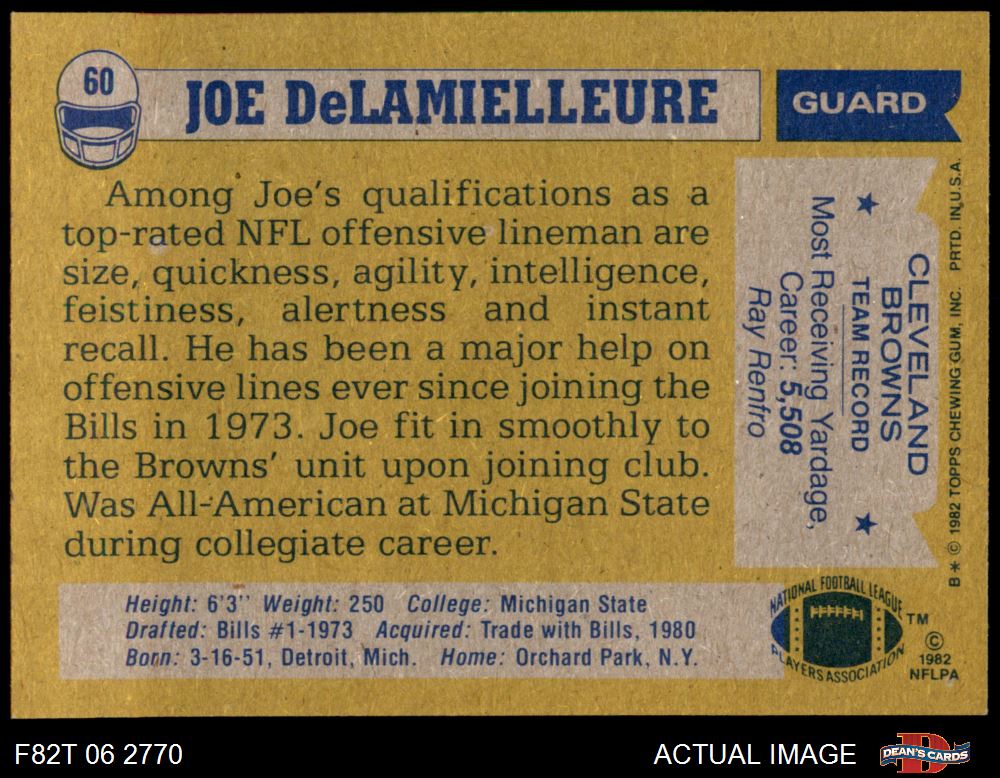 60
JOE DeLAMIELLEURE
GUARD
Among Joe's qualifications as a
top-rated NFL offensive lineman are
size, quickness, agility, intelligence,
feistiness, alertness and instant
recall. He has been a major help on
offensive lines ever since joining the
Bills in 1973. Joe fit in smoothly to
the Browns' unit upon joining club.
Was All-American at Michigan State
during collegiate career.
CLEVELAND
BROWNS
★ TEAM RECORD ★
Most Receiving Yardage,
Career: 5,508
Ray Renfro
B* © 1982 TOPPS CHEWING GUM, INC. PRTD. IN U.S.A.
Height: 6'3" Weight: 250 College: Michigan State
Drafted: Bills #1-1973 Acquired: Trade with Bills, 1980
Born: 3-16-51, Detroit, Mich. Home: Orchard Park, N.Y.
NATIONAL FOOTBALL LEAGUE
PLAYERS ASSOCIATION
TM
©
1982
NFLPA
F82T 06 2770
ACTUAL IMAGE
D
DEAN'S CARDS